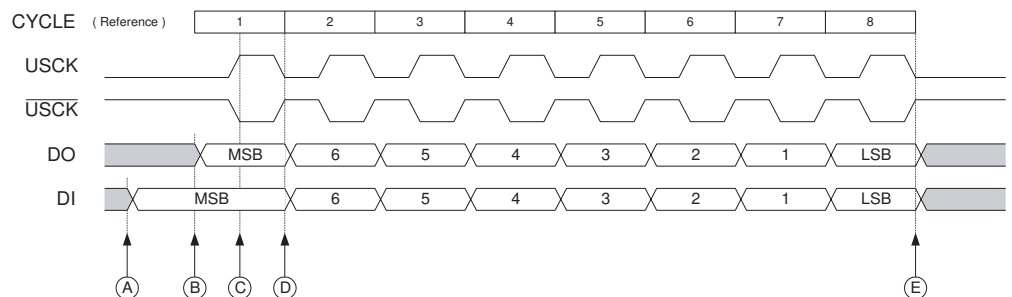 CYCLE ( Reference ) 1 2 3 4 5 6 7 8
USCK
USCK
DO MSB 6 5 4 3 2 1 LSB
DI MSB 6 5 4 3 2 1 LSB
A B C D E